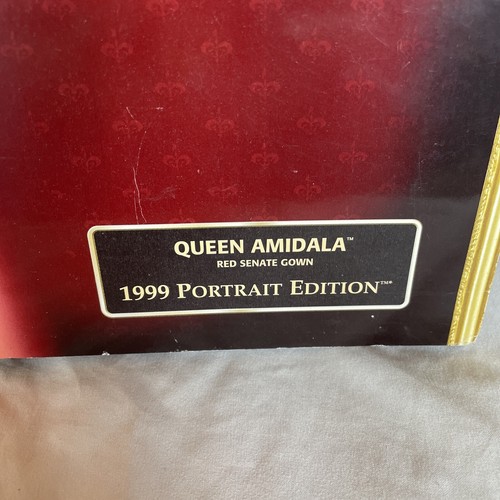 QUEEN AMIDALA™
RED SENATE GOWN
1999 PORTRAIT EDITION™*